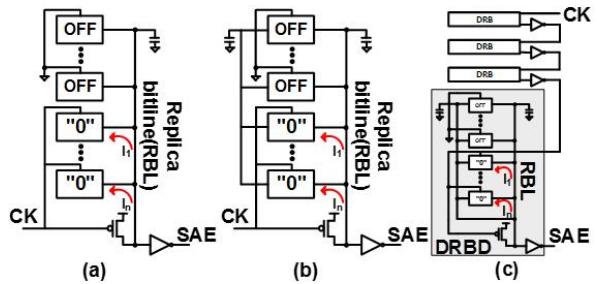 OFF
OFF
"0"
"0"
I1
In
Replica
bitline(RBL)
CK
SAE
(a)
OFF
OFF
"0"
"0"
I1
In
Replica
bitline(RBL)
CK
SAE
(b)
DRB
CK
DRB
DRB
OFF
OFF
"0"
"0"
I1
In
RBL
DRBD
SAE
(c)